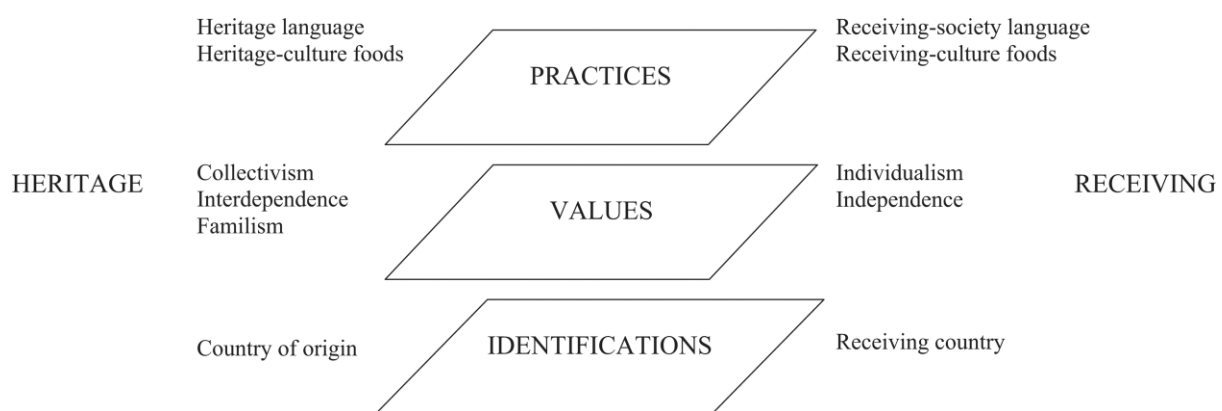 Heritage language
Heritage-culture foods
PRACTICES
Receiving-society language
Receiving-culture foods
HERITAGE
Collectivism
Interdependence
Familism
VALUES
Individualism
Independence
RECEIVING
Country of origin
IDENTIFICATIONS
Receiving country